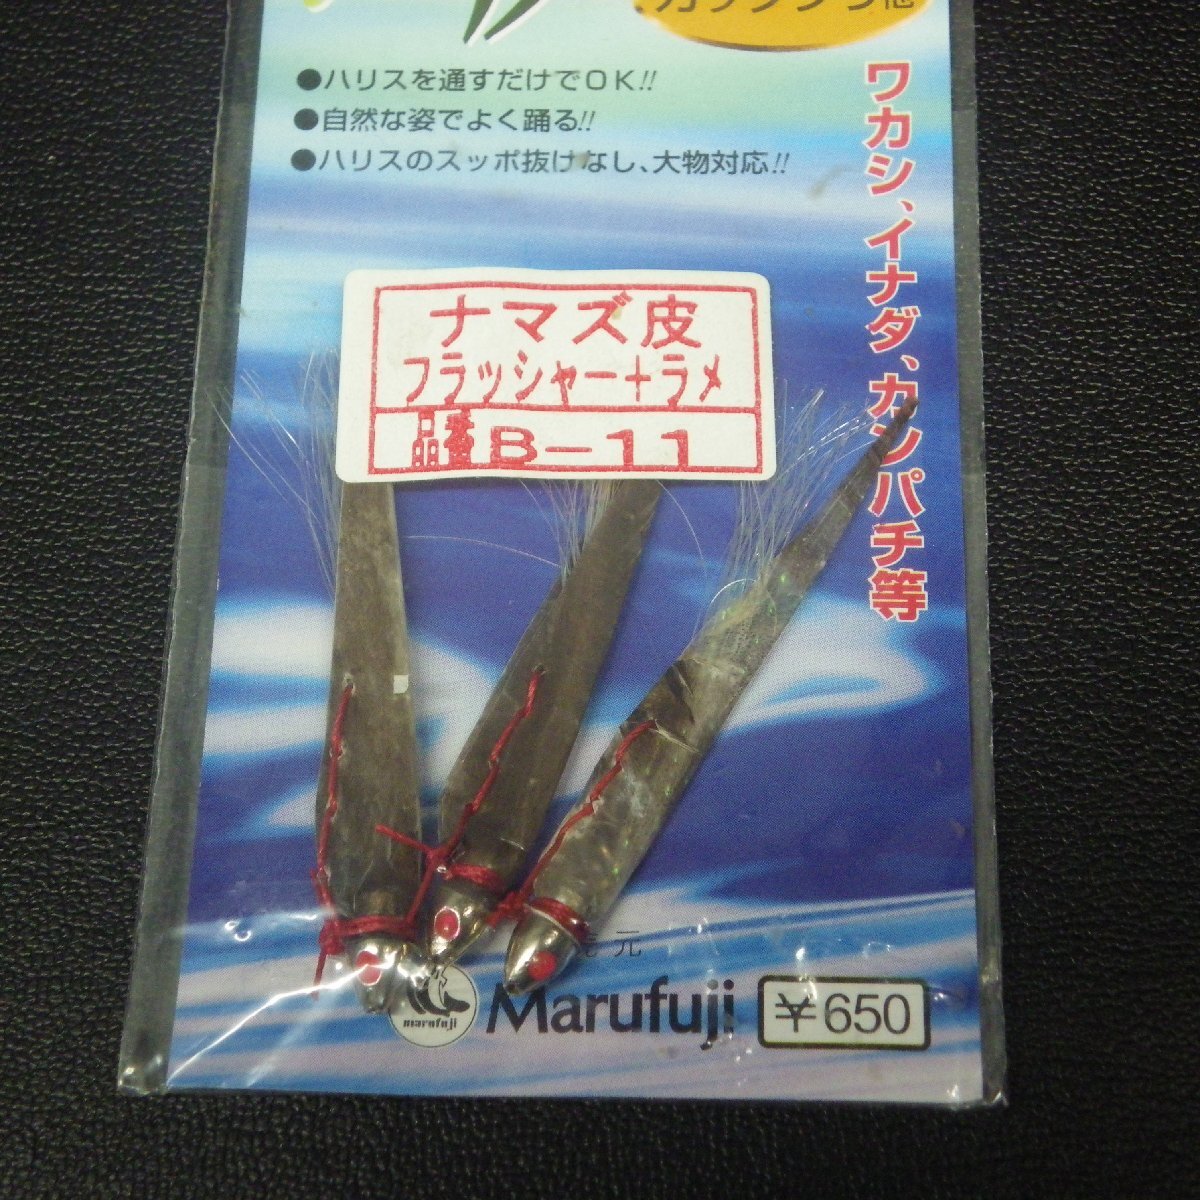 ●ハリスを通すだけでOK!!
●自然な姿でよく踊る!!
●ハリスのスッポ抜けなし、大物対応!!
ワカシ、イナダ、カンパチ等
ナマズ皮
フラッシャー+ラメ
品番B-11
元
marufuji
Marufuji
¥650